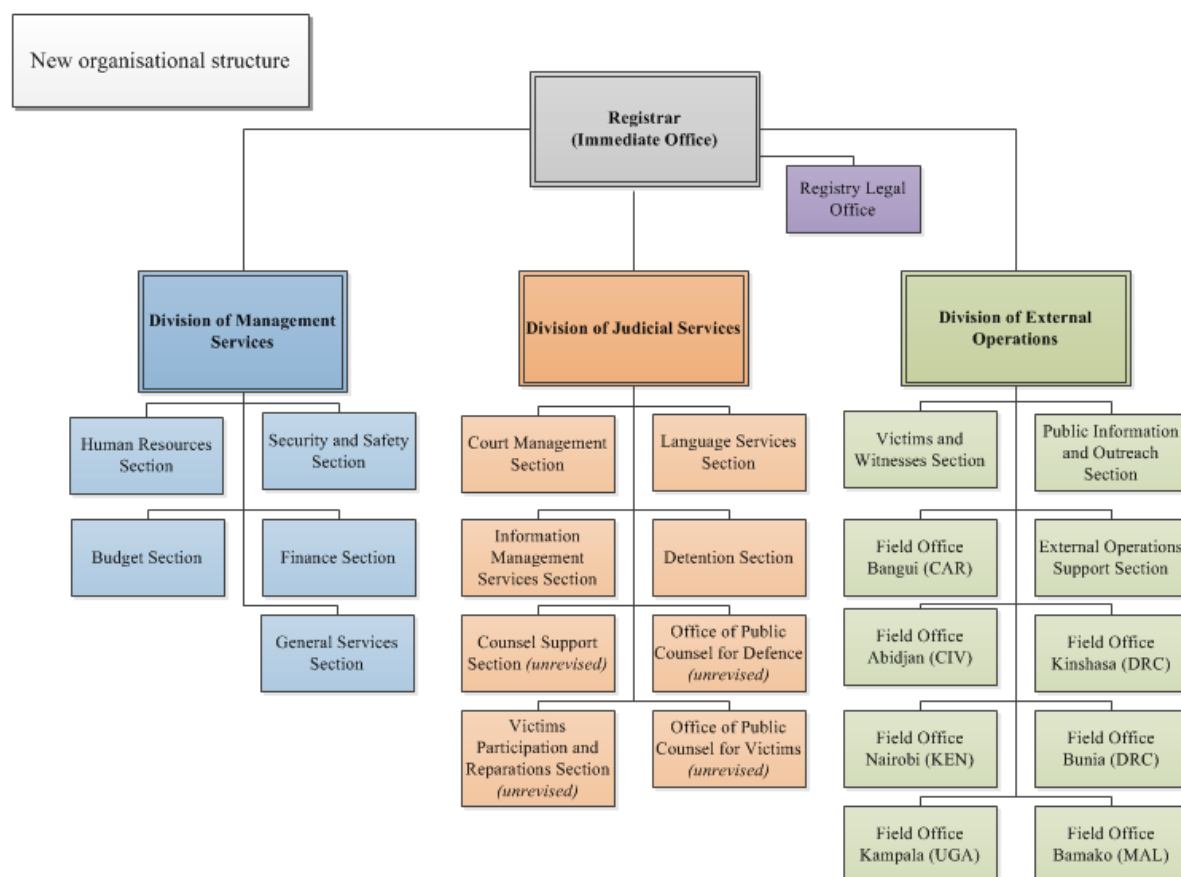 New organisational structure
Registrar
(Immediate Office)
Registry Legal
Office
Division of Management
Services
Division of Judicial Services
Division of External
Operations
Human Resources
Section
Security and Safety
Section
Budget Section
Finance Section
General Services
Section
Court Management
Section
Language Services
Section
Information
Management
Services Section
Detention Section
Counsel Support
Section (unrevised)
Office of Public
Counsel for Defence
(unrevised)
Victims
Participation and
Reparations Section
(unrevised)
Office of Public
Counsel for Victims
(unrevised)
Victims and
Witnesses Section
Public Information
and Outreach
Section
Field Office
Bangui (CAR)
External Operations
Support Section
Field Office
Abidjan (CIV)
Field Office
Kinshasa (DRC)
Field Office
Nairobi (KEN)
Field Office
Bunia (DRC)
Field Office
Kampala (UGA)
Field Office
Bamako (MAL)